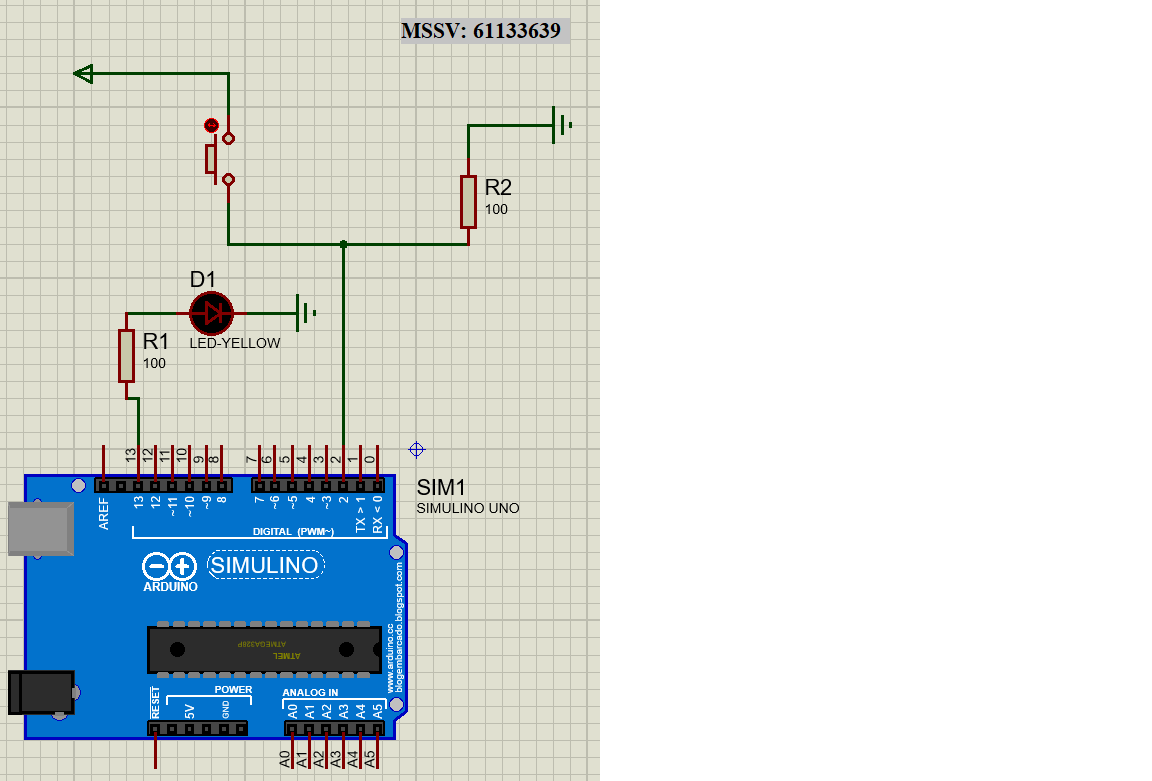 MSSV: 61133639
R2
100
D1
LED-YELLOW
R1
100
13
12
11
10
9
8
7
6
5
4
3
2
1
0
SIM1
SIMULINO UNO
AREF
13
12
~11
~10
~9
8
7
~6
~5
4
~3
2
TX > 1
RX < 0
DIGITAL (PWM~)
SIMULINO
ARDUINO
www.arduino.cc
blogembarcado.blogspot.com
ATMEGA328P
ATMEL
RESET
5V
POWER
GND
ANALOG IN
A0
A1
A2
A3
A4
A5
A0
A1
A2
A3
A4
A5